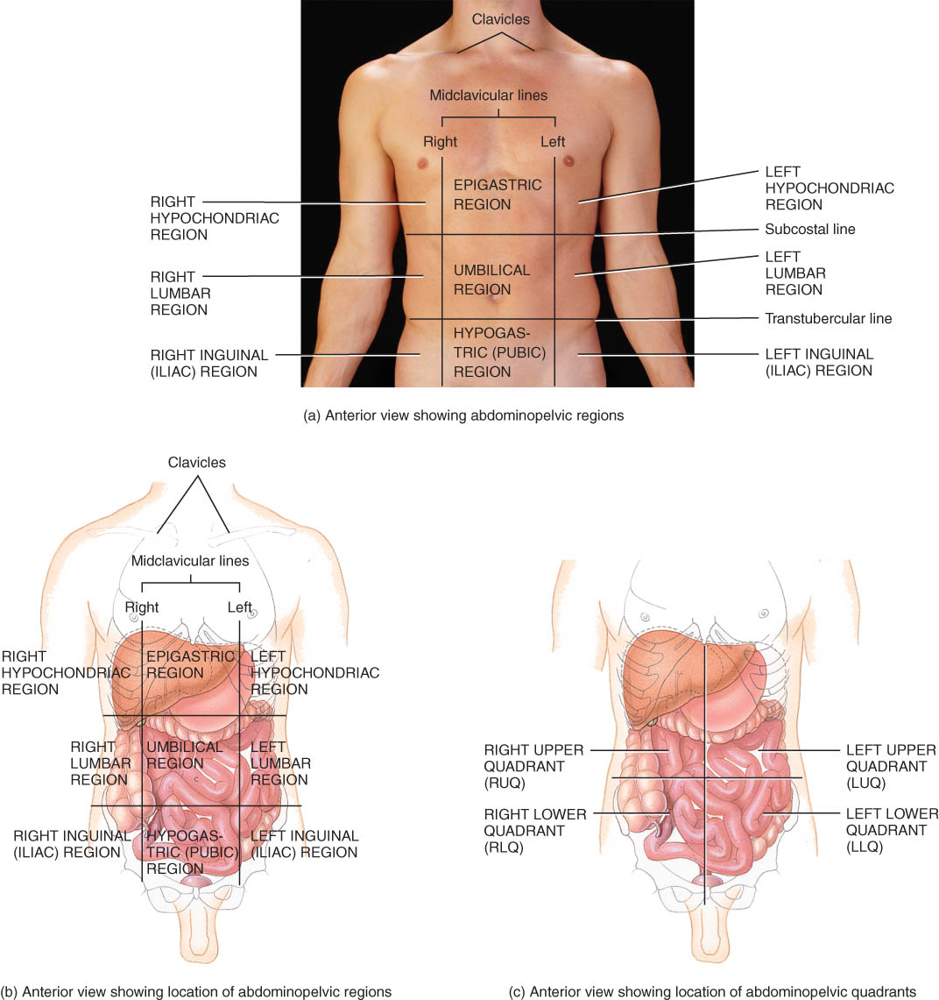 Clavicles
Midclavicular lines
Right
Left
EPIGASTRIC
REGION
LEFT
HYPOCHONDRIAC
REGION
RIGHT
HYPOCHONDRIAC
REGION
Subcostal line
UMBILICAL
REGION
LEFT
LUMBAR
REGION
RIGHT
LUMBAR
REGION
Transtubercular line
HYPOGAS-
TRIC (PUBIC)
REGION
RIGHT INGUINAL
(ILIAC) REGION
LEFT INGUINAL
(ILIAC) REGION
(a) Anterior view showing abdominopelvic regions
Clavicles
Midclavicular lines
Right
Left
RIGHT
HYPOCHONDRIAC
REGION
EPIGASTRIC
REGION
LEFT
HYPOCHONDRIAC
REGION
RIGHT
LUMBAR
REGION
UMBILICAL
REGION
LEFT
LUMBAR
REGION
RIGHT INGUINAL
(ILIAC) REGION
HYPOGAS-
TRIC (PUBIC)
REGION
LEFT INGUINAL
(ILIAC) REGION
(b) Anterior view showing location of abdominopelvic regions
RIGHT UPPER
QUADRANT
(RUQ)
LEFT UPPER
QUADRANT
(LUQ)
RIGHT LOWER
QUADRANT
(RLQ)
LEFT LOWER
QUADRANT
(LLQ)
(c) Anterior view showing location of abdominopelvic quadrants